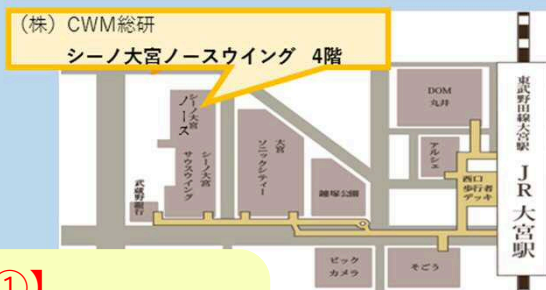 (株) CWM総研
シーノ大宮ノースウイング 4階
シーノ大宮
ノース
シーノ大宮
サウスウイング
武蔵野銀行
大宮
ソニックシティー
鐘塚公園
DOM
丸井
アルシェ
西口
歩行者
デッキ
東武野田線大宮駅
JR 大宮駅
ビック
カメラ
そごう
①】